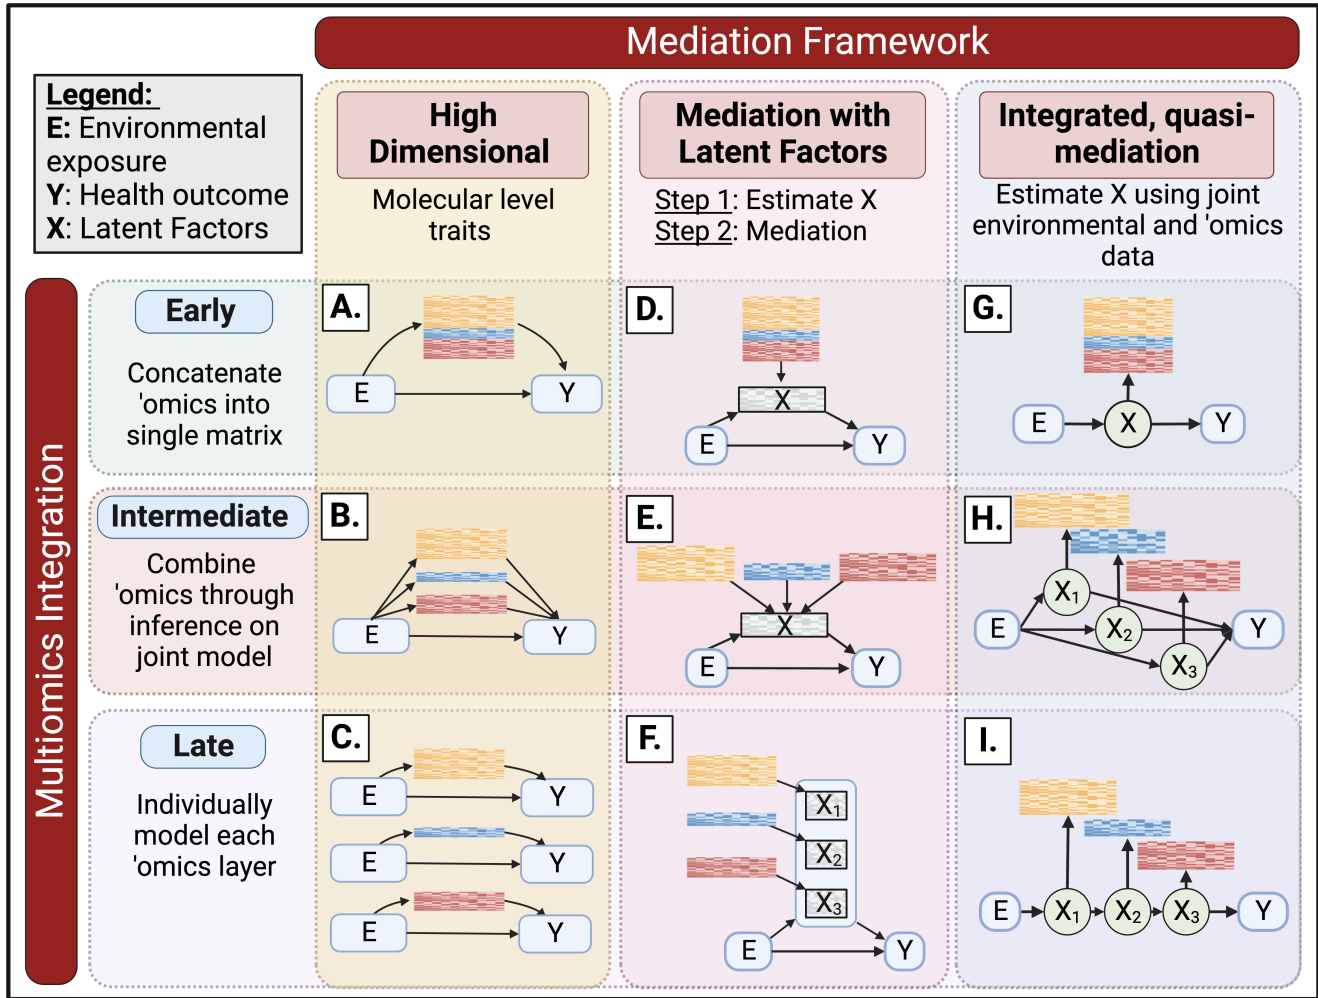 Mediation Framework
Legend:
E: Environmental
exposure
Y: Health outcome
X: Latent Factors
High
Dimensional
Molecular level
traits
Mediation with
Latent Factors
Step 1: Estimate X
Step 2: Mediation
Integrated, quasi-
mediation
Estimate X using joint
environmental and 'omics
data
Multiomics Integration
Early
Concatenate
'omics into
single matrix
A.
E
Y
D.
X
E
Y
G.
E
X
Y
Intermediate
Combine
'omics through
inference on
joint model
B.
E
Y
E.
X
E
Y
H.
X1
E
X2
Y
X3
Late
Individually
model each
'omics layer
C.
E
Y
E
Y
E
Y
F.
X1
X2
X3
E
Y
I.
E
X1
X2
X3
Y